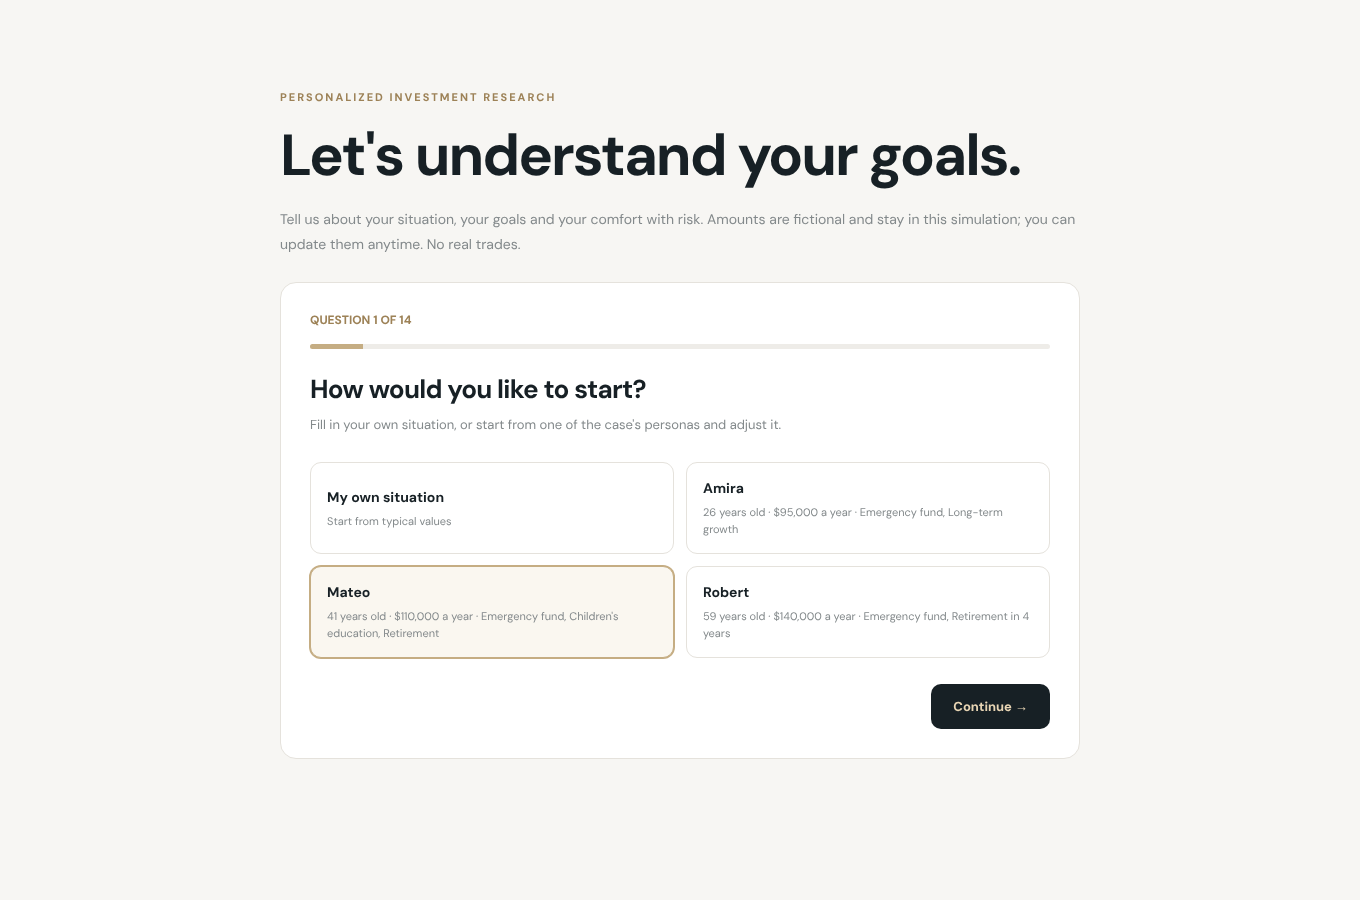 PERSONALIZED INVESTMENT RESEARCH
Let's understand your goals.
Tell us about your situation, your goals and your comfort with risk. Amounts are fictional and stay in this simulation; you can
update them anytime. No real trades.
QUESTION 1 OF 14
How would you like to start?
Fill in your own situation, or start from one of the case's personas and adjust it.
My own situation
Start from typical values
Amira
26 years old · $95,000 a year · Emergency fund, Long-term
growth
Mateo
41 years old · $110,000 a year · Emergency fund, Children's
education, Retirement
Robert
59 years old · $140,000 a year · Emergency fund, Retirement in 4
years
Continue →